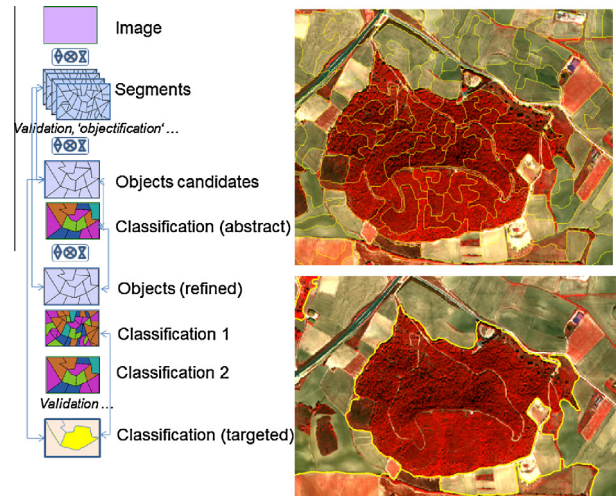 Image
Segments
Validation, 'objectification' ...
Objects candidates
Classification (abstract)
Objects (refined)
Classification 1
Classification 2
Validation ...
Classification (targeted)